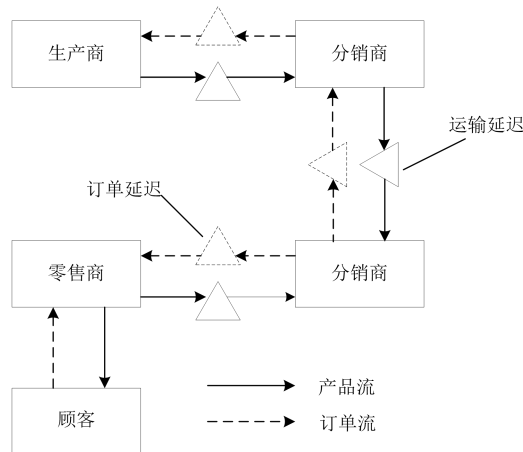 生产商
分销商
运输延迟
订单延迟
零售商
分销商
产品流
顾客
订单流